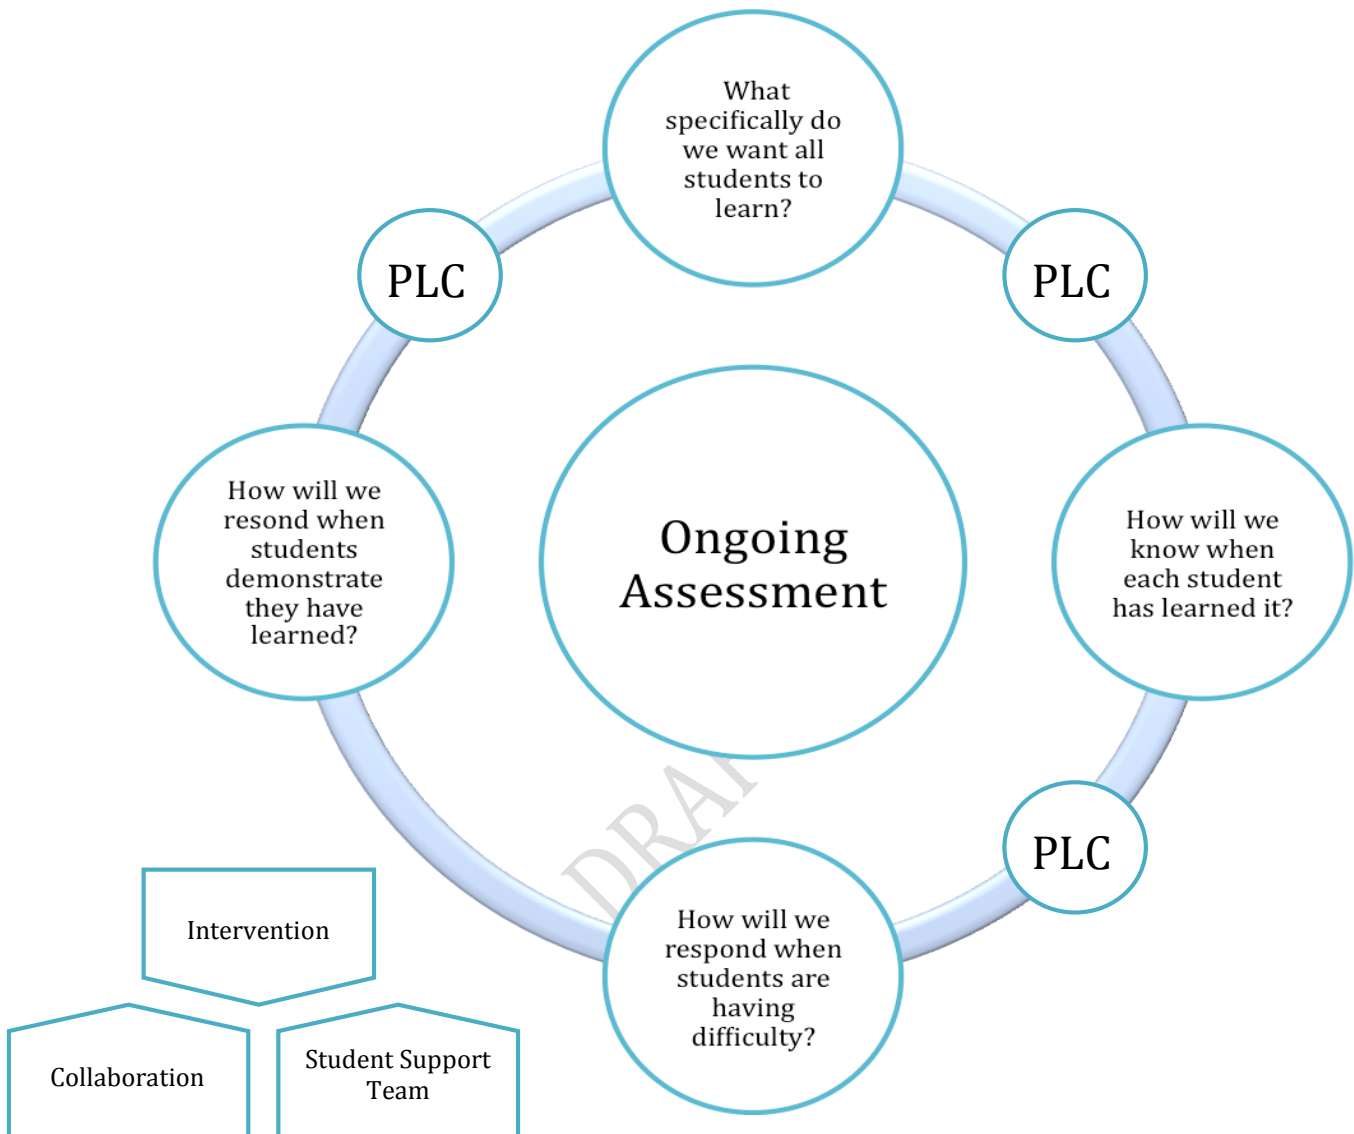 What
specifically do
we want all
students to
learn?
PLC
PLC
How will we
resond when
students
demonstrate
they have
learned?
Ongoing
Assessment
How will we
know when
each student
has learned it?
PLC
How will we
respond when
students are
having
difficulty?
Intervention
Collaboration
Student Support
Team